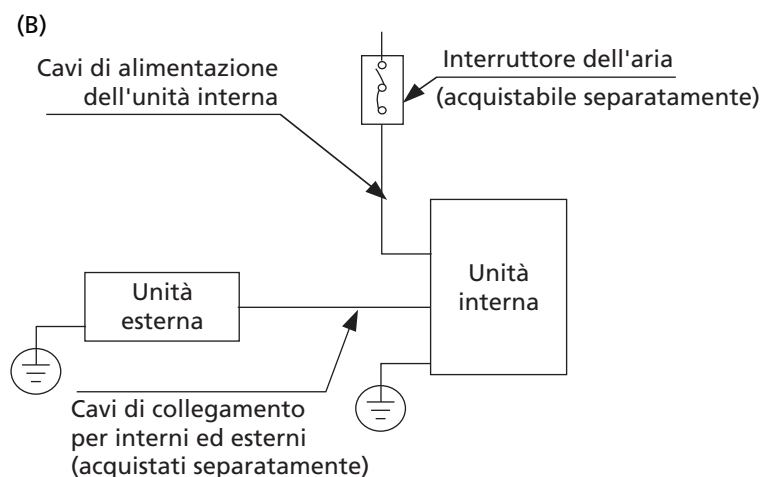 (B)
Cavi di alimentazione
dell'unità interna
Interruttore dell'aria
(acquistabile separatamente)
Unità
interna
Unità
esterna
Cavi di collegamento
per interni ed esterni
(acquistati separatamente)